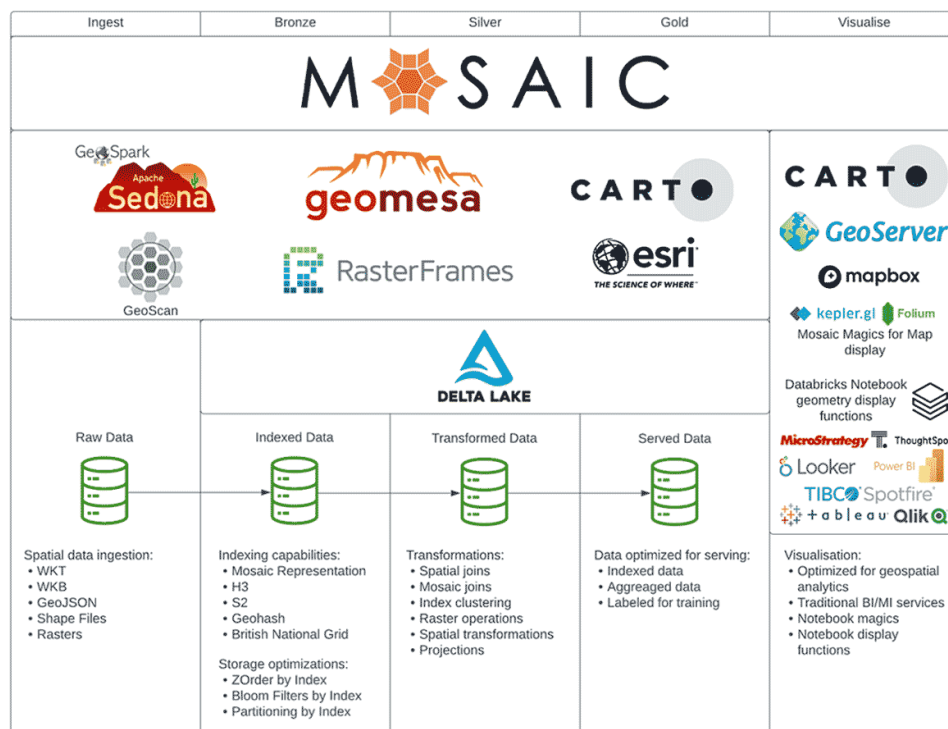 Ingest
Bronze
Silver
Gold
Visualise
MOSAIC
GeoSpark
Apache
Sedona
geomesa
CARTO
CARTO
GeoServer
GeoScan
RasterFrames
esri
THE SCIENCE OF WHERE
mapbox
kepler.gl
Folium
Mosaic Magics for Map
display
DELTA LAKE
Databricks Notebook
geometry display
functions
MicroStrategy
T.
ThoughtSpo
Looker
Power BI
TIBCO Spotfire
+ a b l e a u
Qlik
Raw Data
Indexed Data
Transformed Data
Served Data
Spatial data ingestion:
• WKT
• WKB
• GeoJSON
• Shape Files
• Rasters
Indexing capabilities:
• Mosaic Representation
• H3
• S2
• Geohash
• British National Grid
Storage optimizations:
• ZOrder by Index
• Bloom Filters by Index
• Partitioning by Index
Transformations:
• Spatial joins
• Mosaic joins
• Index clustering
• Raster operations
• Spatial transformations
• Projections
Data optimized for serving:
• Indexed data
• Aggreaged data
• Labeled for training
Visualisation:
• Optimized for geospatial
analytics
• Traditional BI/MI services
• Notebook magics
• Notebook display
functions